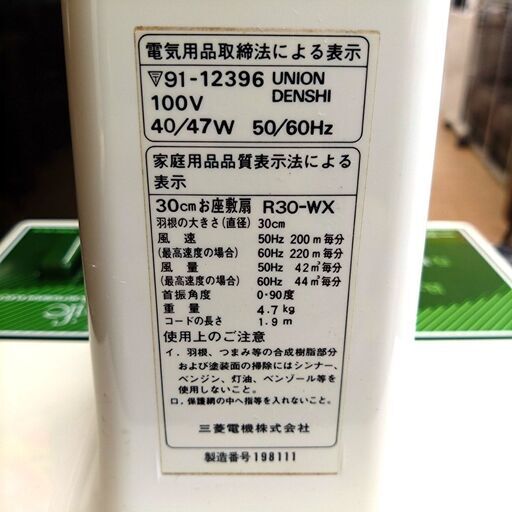 電気用品取締法による表示
▽91-12396 UNION
100V DENSHI
40/47W 50/60Hz
家庭用品品質表示法による
表示
30cmお座敷扇 R30-WX
羽根の大きさ(直径) 30cm
風速 50Hz 200m毎分
(最高速度の場合) 60Hz 220m毎分
風量 50Hz 42㎥毎分
(最高速度の場合) 60Hz 44㎥毎分
首振角度 0-90度
重量 4.7kg
コードの長さ 1.9m
使用上のご注意
イ.羽根、つまみ等の合成樹脂部分
および塗装面の掃除にはシンナー、
ベンジン、灯油、ベンゾール等を
使用しないこと。
ロ.保護網の中へ指等を入れないこと。
三菱電機株式会社
製造番号198111